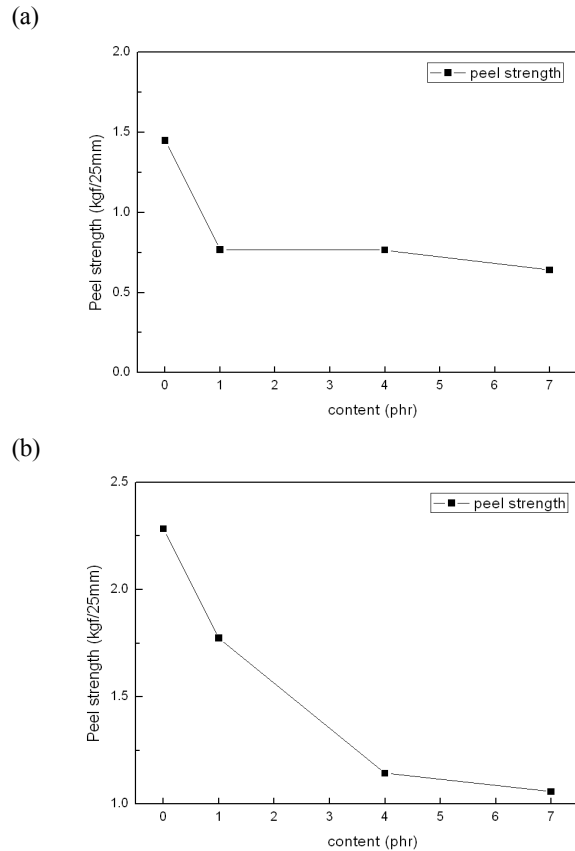 (a)
2.0
peel strength
1.5
1.0
0.5
0.0
Peel strength (kgf/25mm)
0 1 2 3 4 5 6 7
content (phr)
(b)
2.5
peel strength
2.0
1.5
1.0
Peel strength (kgf/25mm)
0 1 2 3 4 5 6 7
content (phr)